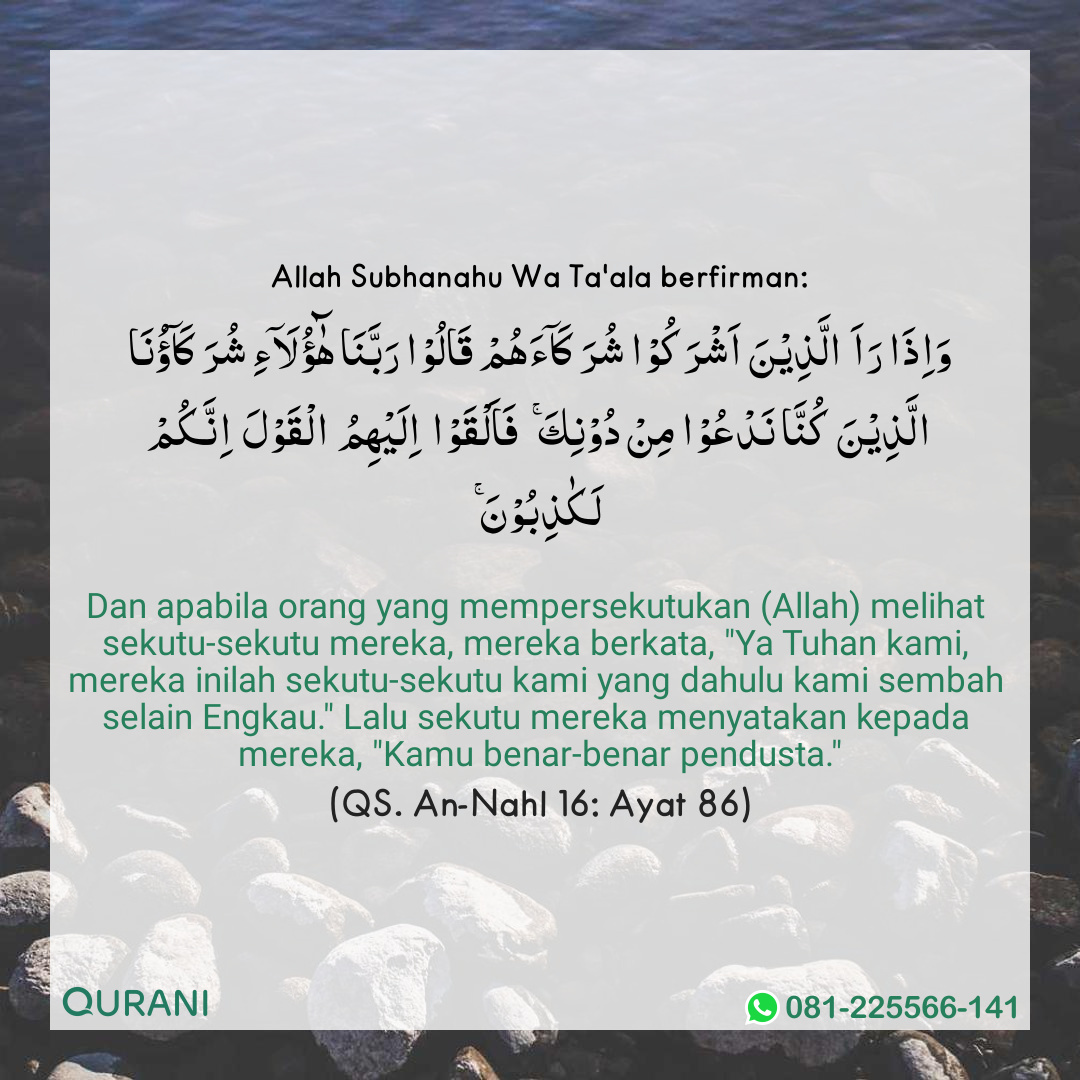 Allah Subhanahu Wa Ta'ala berfirman:
وَاِذَا رَاَ الَّذِيْنَ اَشْرَكُوْا شُرَكَآءَهُمْ قَالُوْا رَبَّنَا هٰۤؤُلَآءِ شُرَكَآؤُنَا
الَّذِيْنَ كُنَّا نَدْعُوْا مِنْ دُوْنِكَ ۚ فَاَلْقَوْا اِلَيْهِمُ الْقَوْلَ اِنَّكُمْ
لَـكٰذِبُوْنَ ۚ
Dan apabila orang yang mempersekutukan (Allah) melihat
sekutu-sekutu mereka, mereka berkata, "Ya Tuhan kami,
mereka inilah sekutu-sekutu kami yang dahulu kami sembah
selain Engkau." Lalu sekutu mereka menyatakan kepada
mereka, "Kamu benar-benar pendusta."
(QS. An-Nahl 16: Ayat 86)
QURANI
081-225566-141